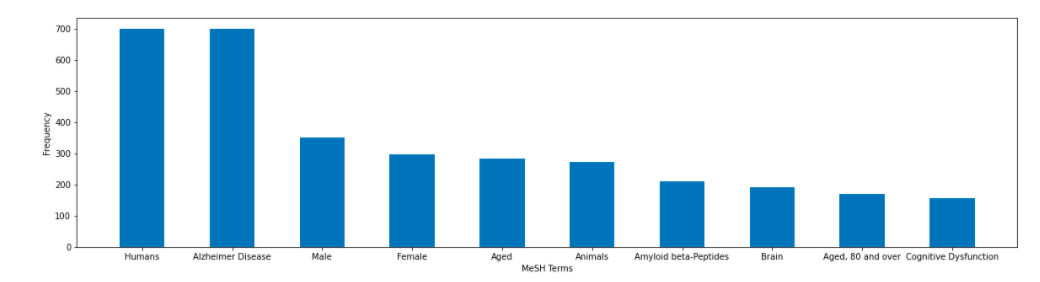 700
600
500
400
300
200
100
0
Frequency
Humans Alzheimer Disease Male Female Aged Animals Amyloid beta-Peptides Brain Aged, 80 and over Cognitive Dysfunction
MeSH Terms